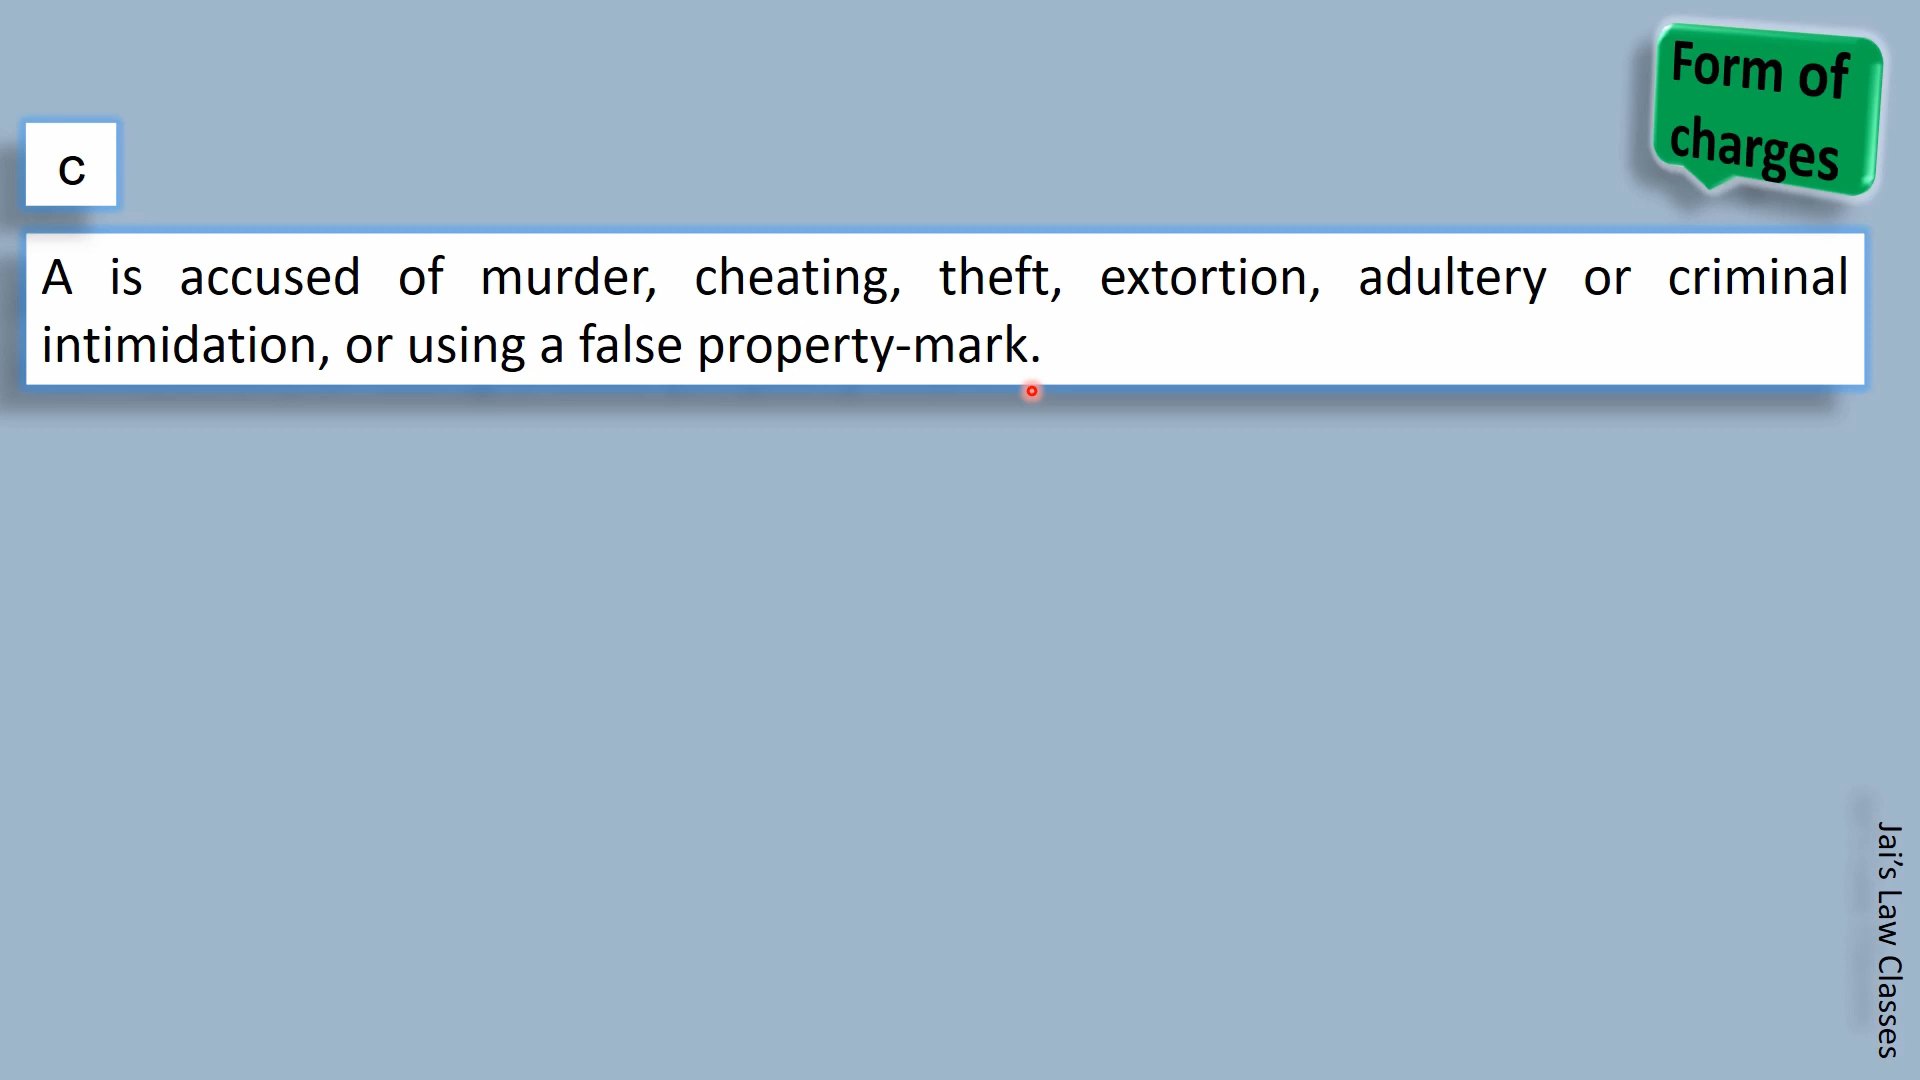 Form of
charges
c
A is accused of murder, cheating, theft, extortion, adultery or criminal
intimidation, or using a false property-mark.
Jai’s Law Classes